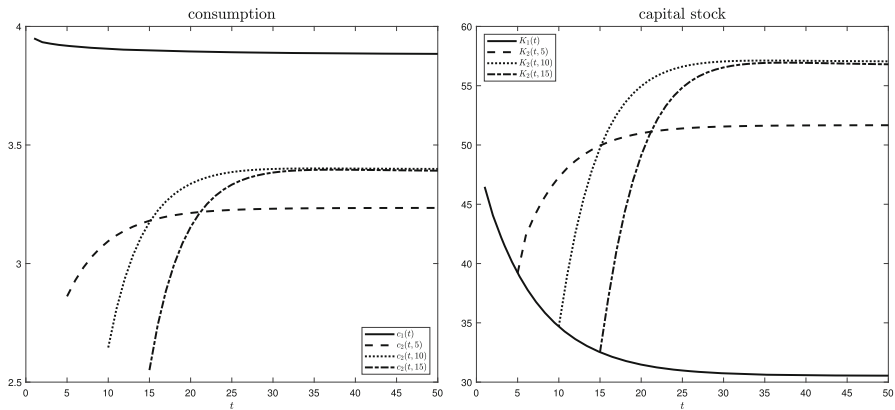 consumption
4
3.5
3
2.5
0 5 10 15 20 25 30 35 40 45 50
t
c₁(t)
c₂(t, 5)
c₂(t, 10)
c₂(t, 15)
capital stock
60
55
50
45
40
35
30
0 5 10 15 20 25 30 35 40 45 50
t
K₁(t)
K₂(t, 5)
K₂(t, 10)
K₂(t, 15)